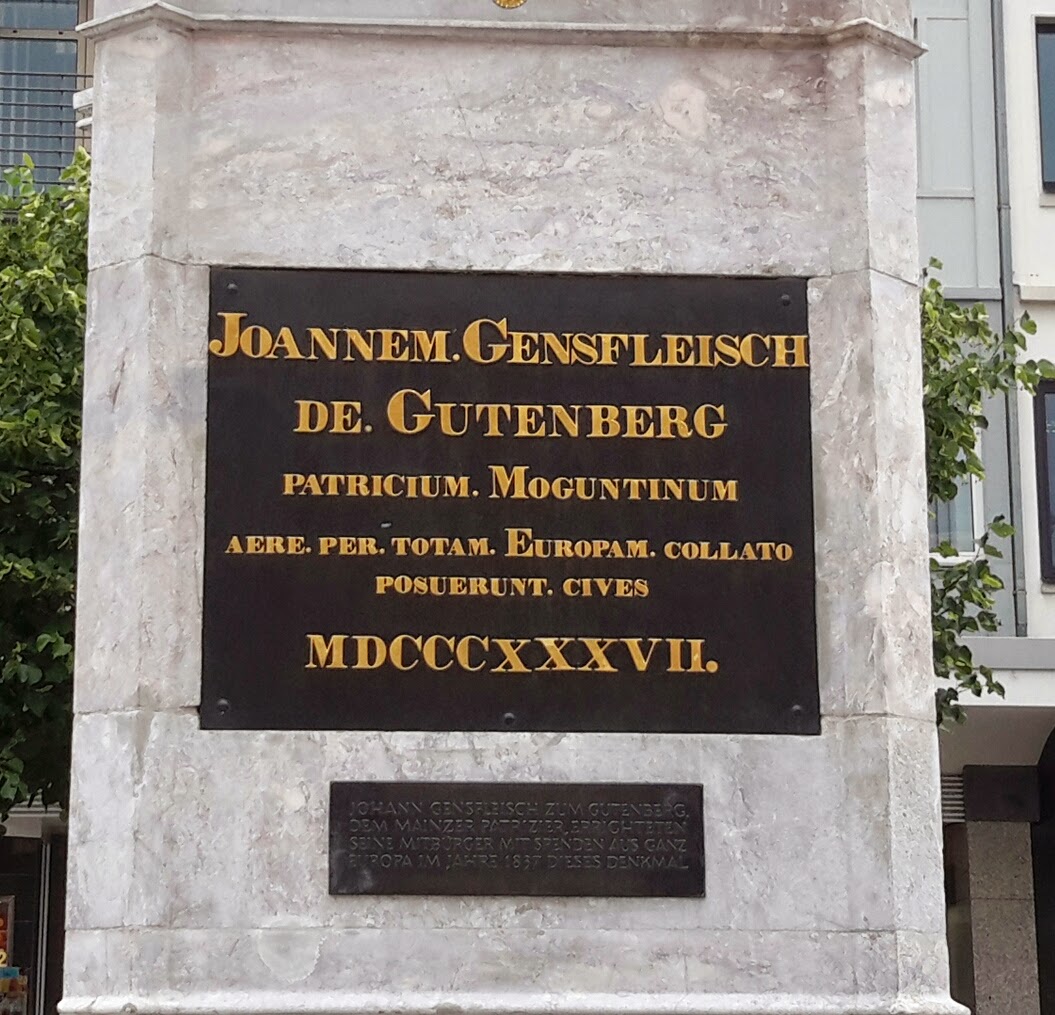 JOANNEM. GENSFLEISCH
DE. GUTENBERG
PATRICIUM. MOGUNTINUM
AERE. PER. TOTAM. EUROPAM. COLLATO
POSUERUNT. CIVES
MDCCCXXXVII.
JOHANN GENSFLEISCH ZUM GUTENBERG,
DEM MAINZER PATRIZIER, ERRICHTETEN
SEINE MITBÜRGER MIT SPENDEN AUS GANZ
EUROPA IM JAHRE 1837 DIESES DENKMAL